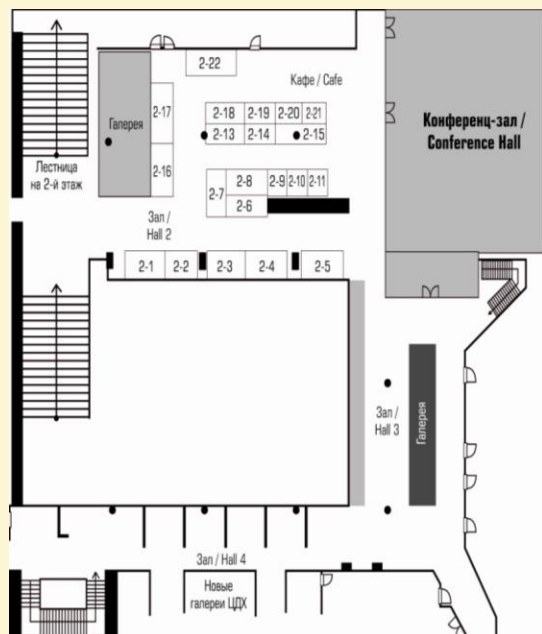 2-22
Кафе / Cafe
Галерея
2-17
2-18 2-19 2-20 2-21
2-13 2-14 2-15
Конференц-зал /
Conference Hall
Лестница
на 2-й этаж
2-16
2-7
2-8 2-9 2-10 2-11
2-6
Зал /
Hall 2
2-1 2-2 2-3 2-4 2-5
Зал /
Hall 3
Галерея
Зал / Hall 4
Новые
галереи ЦДХ